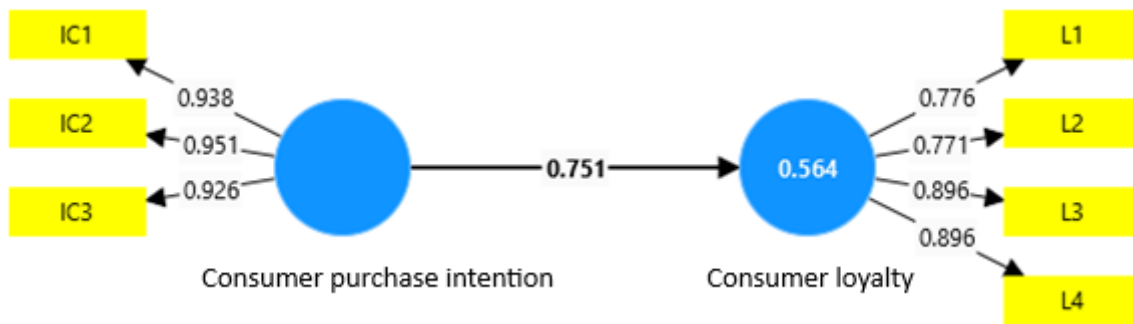 IC1
0.938
IC2
0.951
IC3
0.926
Consumer purchase intention
0.751
0.564
Consumer loyalty
L1
0.776
L2
0.771
L3
0.896
L4
0.896